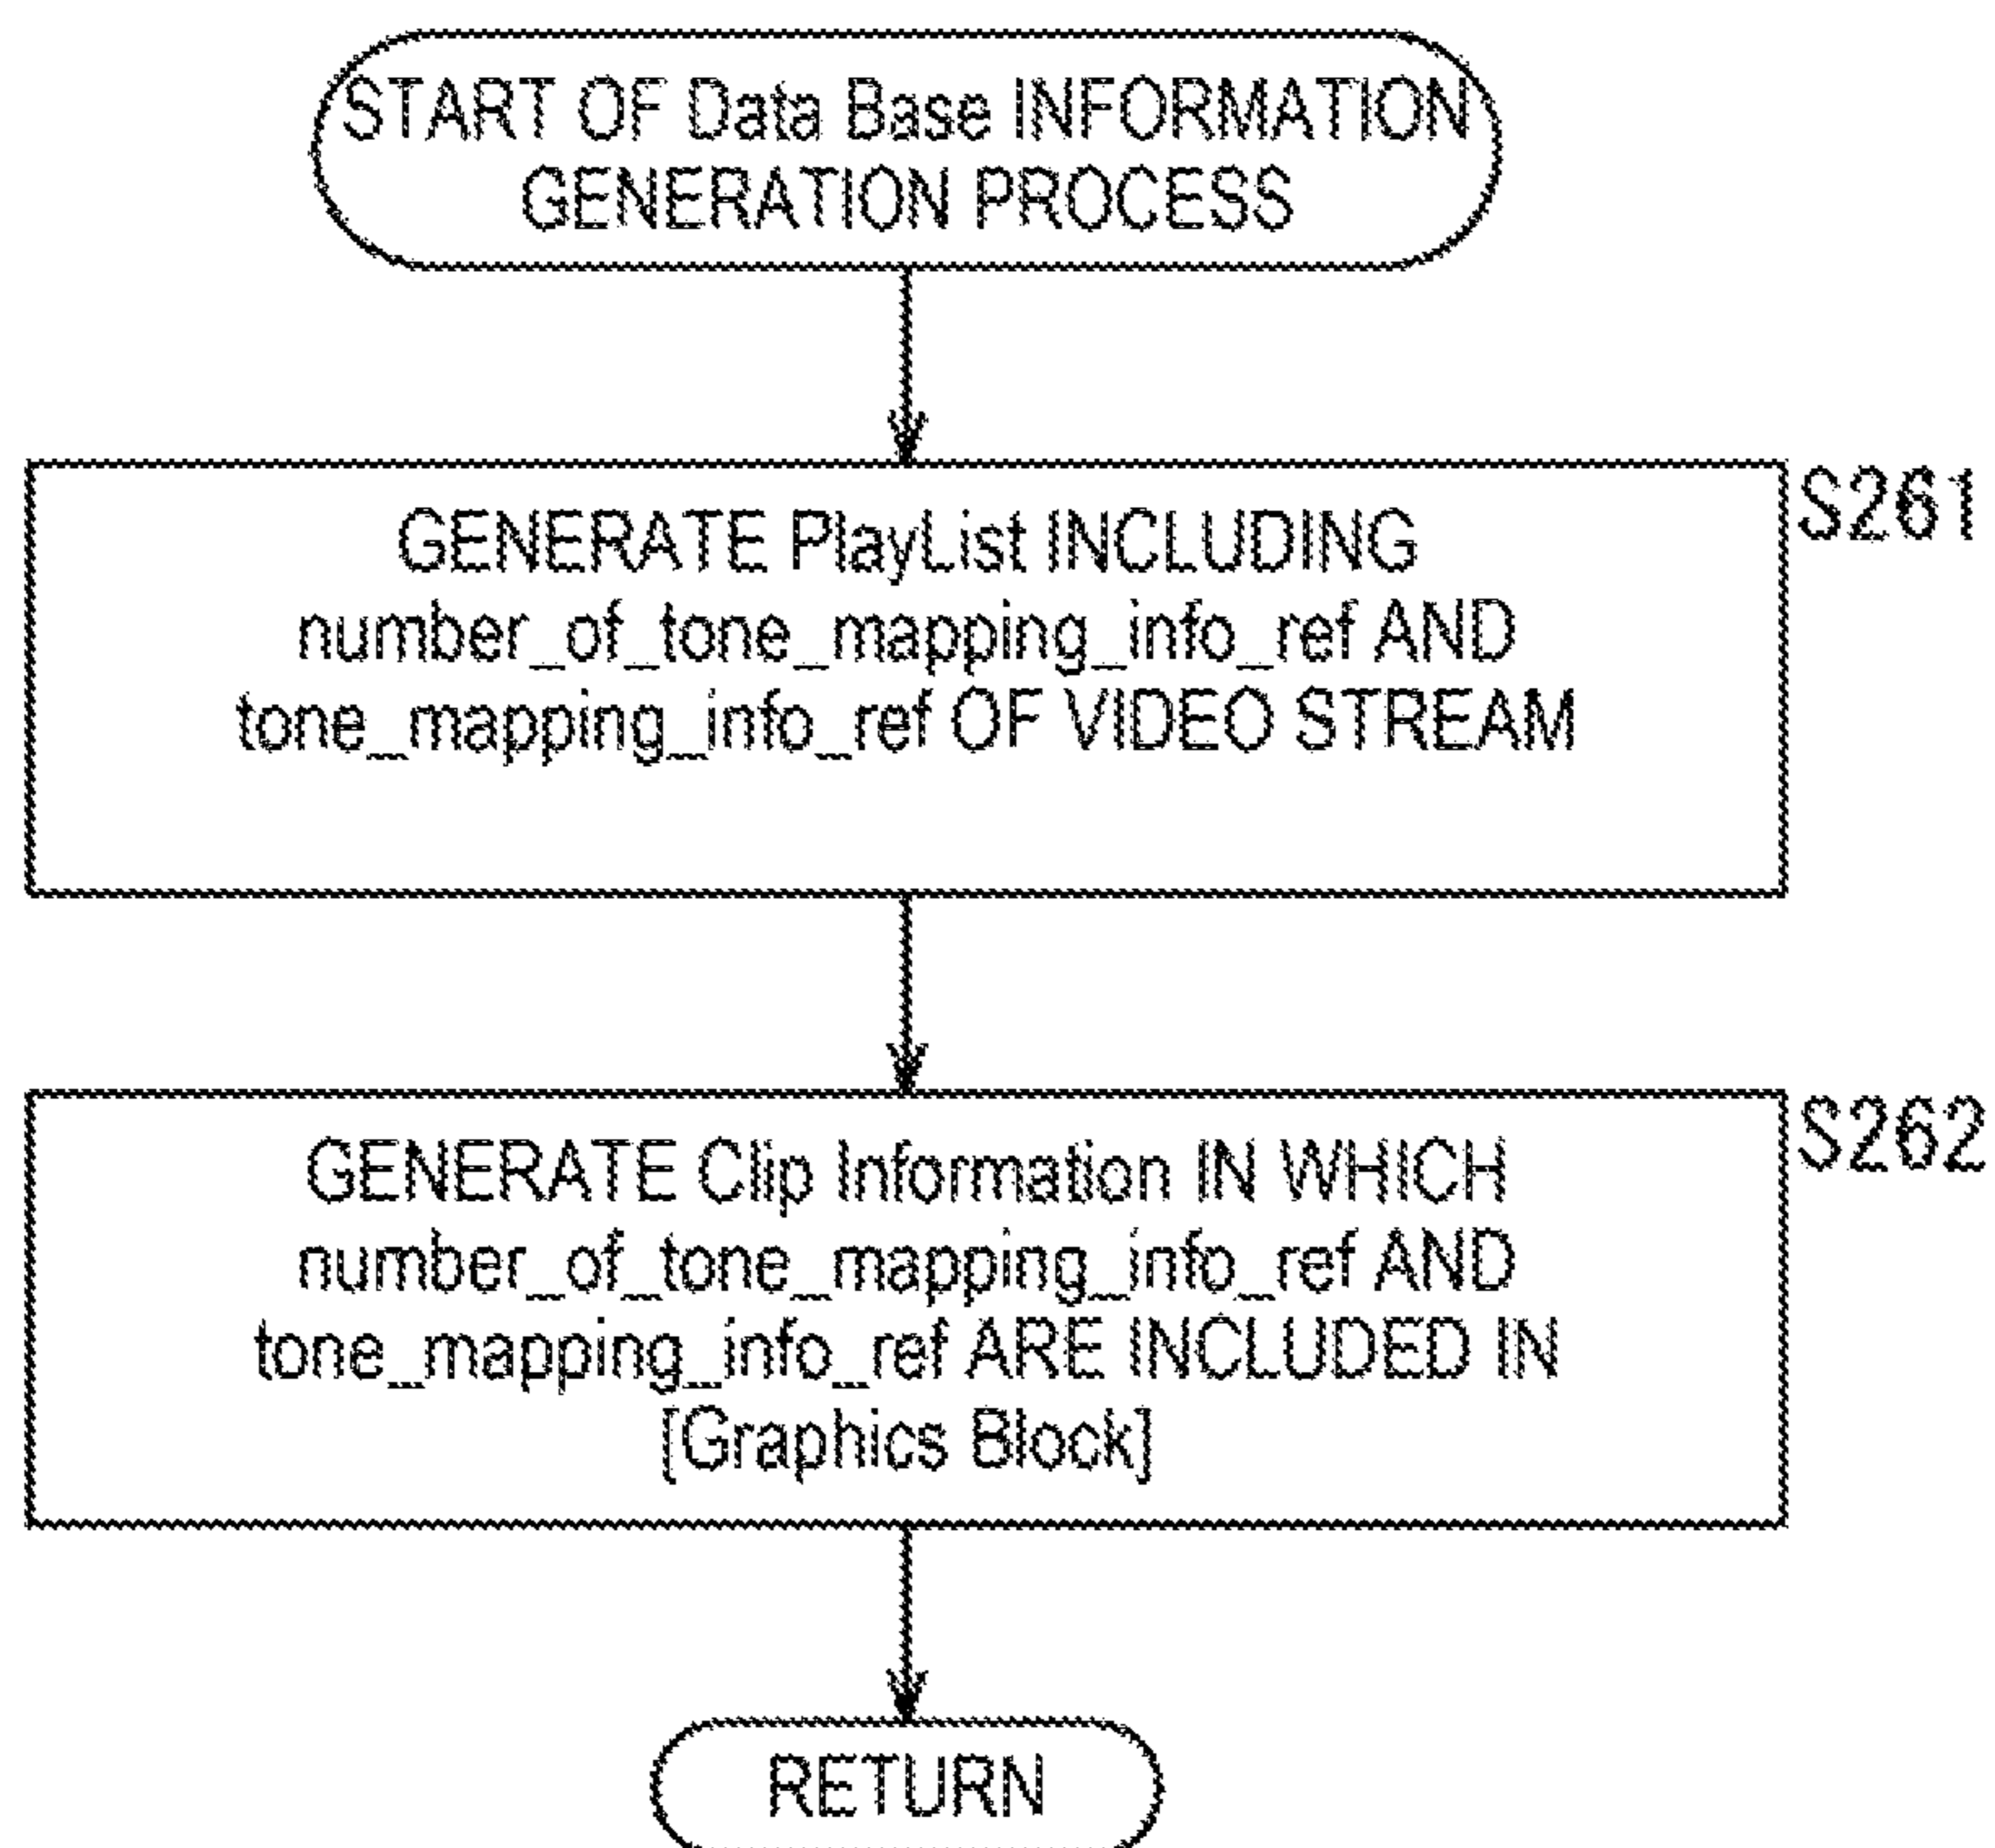 START OF Data Base INFORMATION
GENERATION PROCESS
S261
GENERATE PlayList INCLUDING
number_of_tone_mapping_info_ref AND
tone_mapping_info_ref OF VIDEO STREAM
S262
GENERATE Clip Information IN WHICH
number_of_tone_mapping_info_ref AND
tone_mapping_info_ref ARE INCLUDED IN
[Graphics Block]
RETURN